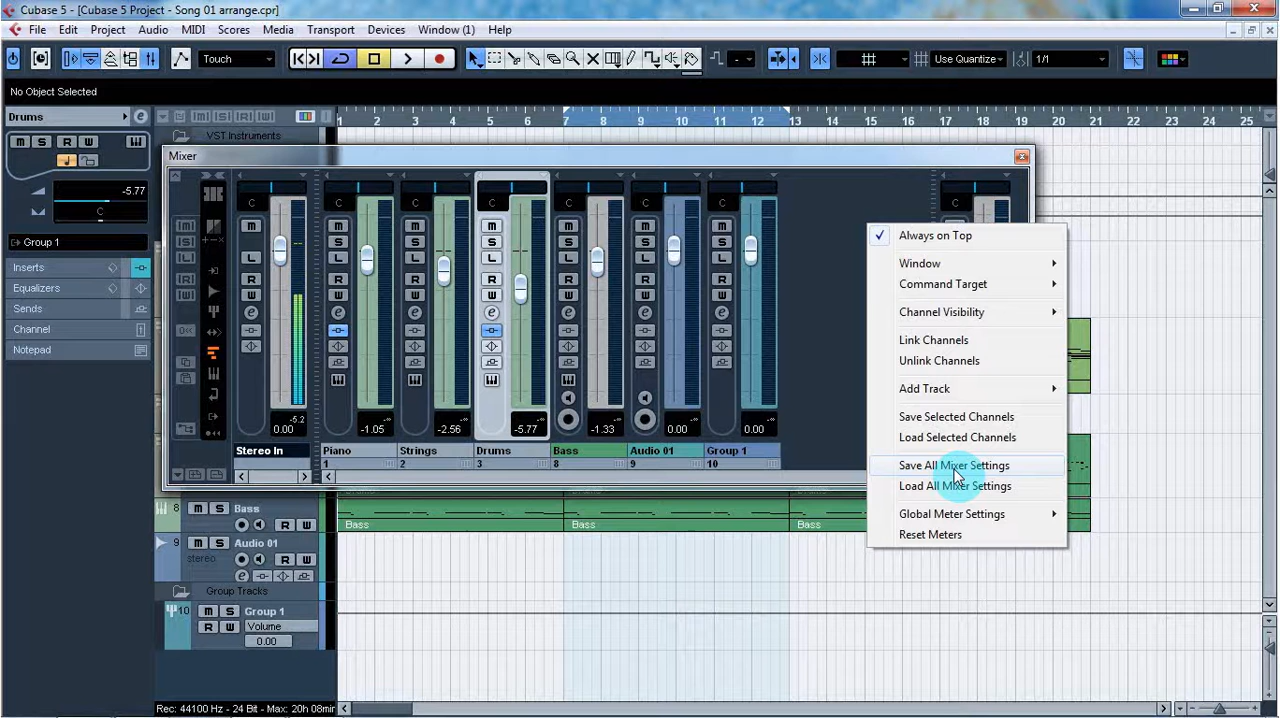 Cubase 5 - [Cubase 5 Project - Song 01 arrange.cpr]
File Edit Project Audio MIDI Scores Media Transport Devices Window (1) Help
Touch
Use Quantize
1/1
No Object Selected
Drums
1 2 3 4 5 6 7 8 9 10 11 12 13 14 15 16 17 18 19 20 21 22 23 24 25
VST Instruments
M S R W
-5.77
C
Group 1
Inserts
Equalizers
Sends
Channel
Notepad
Mixer
C C C C C C C C
M M M M M M M
S S S S S S
R R R R R R R
W W W W W W W
-5.2 -∞ -∞ -∞ -∞ -∞ -∞
0.00 -1.05 -2.56 -5.77 -1.33 0.00 0.00
Stereo In Piano Strings Drums Bass Audio 01 Group 1
1 2 3 8 9 10
Always on Top
Window
Command Target
Channel Visibility
Link Channels
Unlink Channels
Add Track
Save Selected Channels
Load Selected Channels
Save All Mixer Settings
Load All Mixer Settings
Global Meter Settings
Reset Meters
8 M S Bass
R W
Bass Bass Bass
9 M S Audio 01
stereo R W
Group Tracks
10 M S Group 1
R W Volume
0.00
Rec: 44100 Hz - 24 Bit - Max: 20h 08min